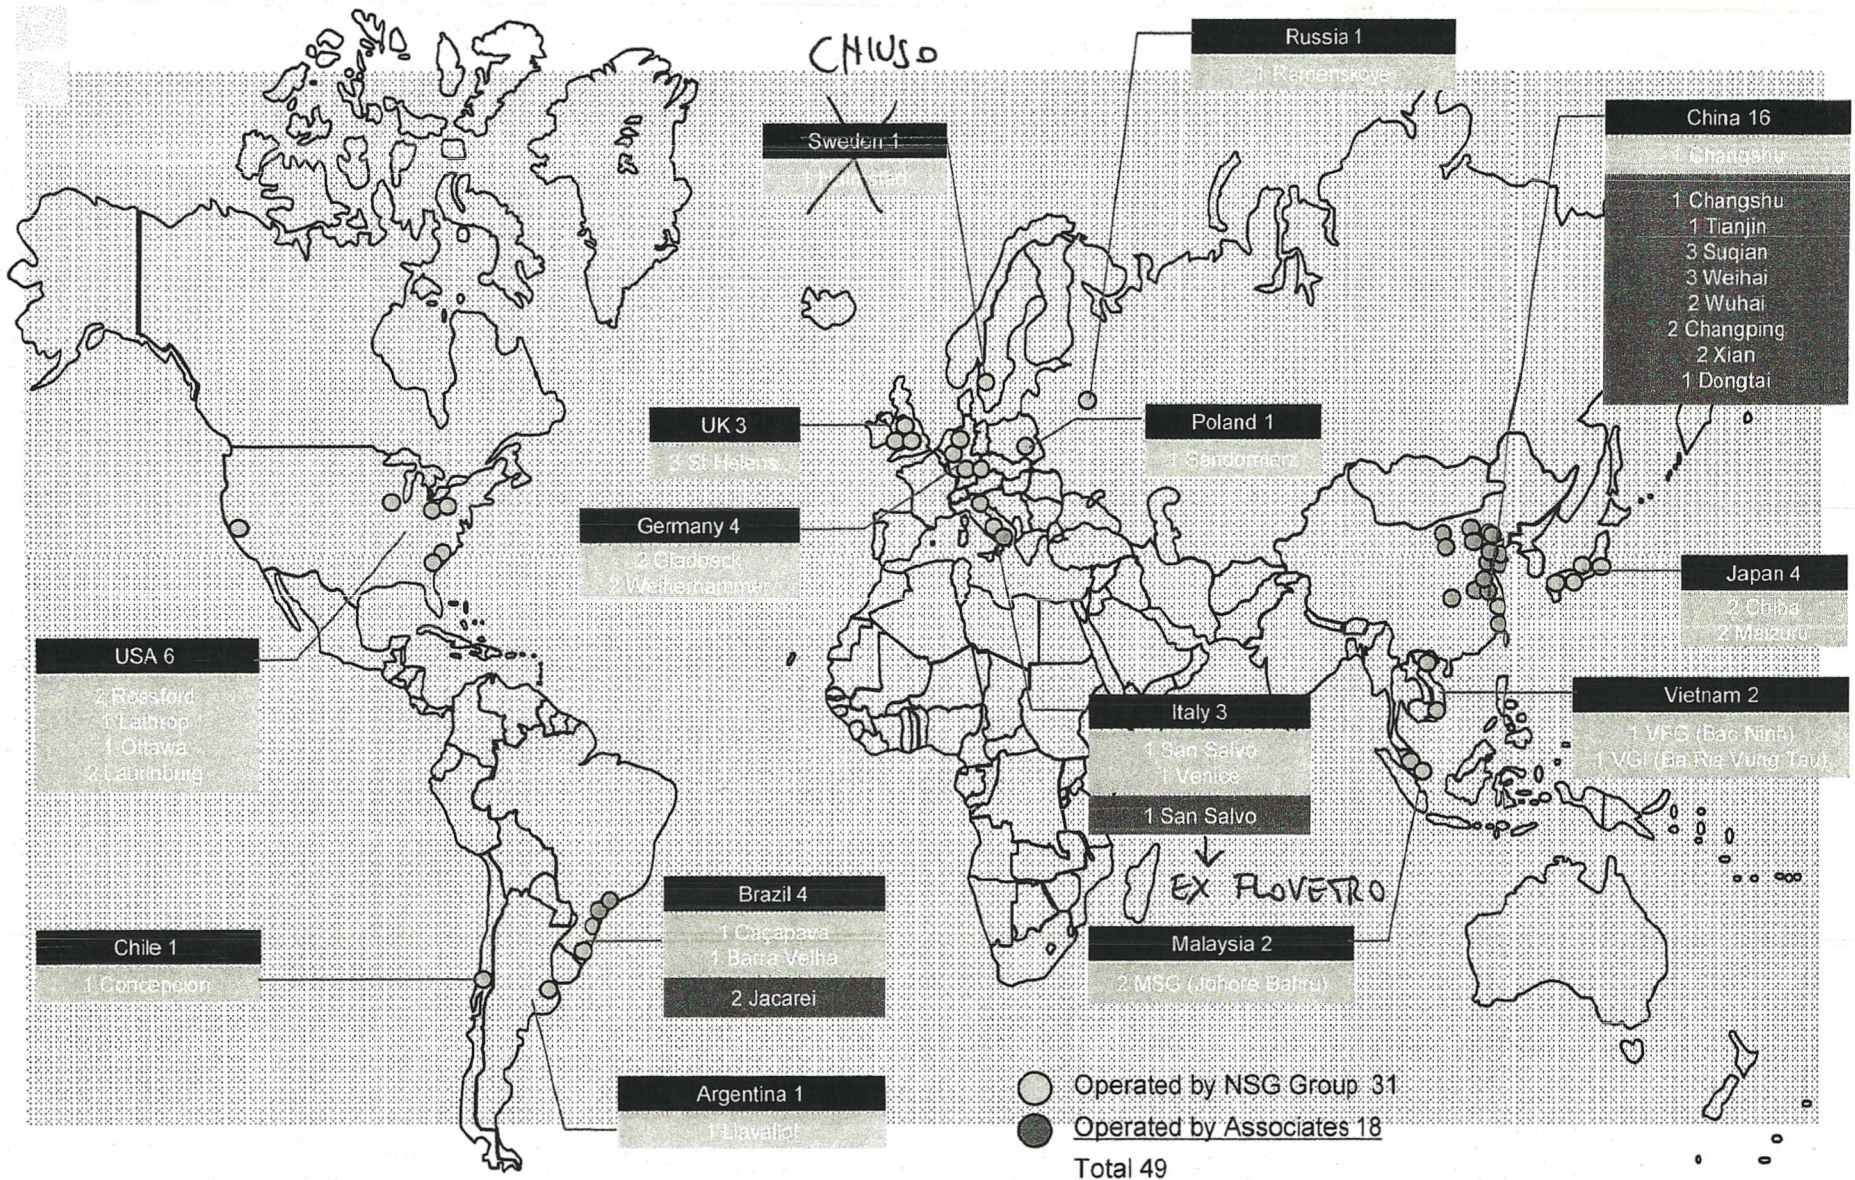 CHIUSO
Russia 1
1 Ramenskoye
Sweden 1
1 Halmstad
China 16
1 Changshu
1 Changshu
1 Tianjin
3 Suqian
3 Weihai
2 Wuhai
2 Changping
2 Xian
1 Dongtai
UK 3
3 St Helens
Poland 1
1 Sandomierz
Germany 4
2 Gladbeck
2 Weiherhammer
Japan 4
2 Chiba
2 Maizuru
USA 6
2 Rossford
1 Lathrop
1 Ottawa
2 Laurinburg
Italy 3
1 San Salvo
1 Venice
1 San Salvo
EX FLOVETRO
Vietnam 2
1 VFG (Bac Ninh)
1 VGI (Ba Ria Vung Tau)
Brazil 4
1 Caçapava
1 Barra Velha
2 Jacarei
Chile 1
1 Concepcion
Malaysia 2
2 MSG (Johore Bahru)
Argentina 1
1 Llavallol
Operated by NSG Group 31
Operated by Associates 18
Total 49